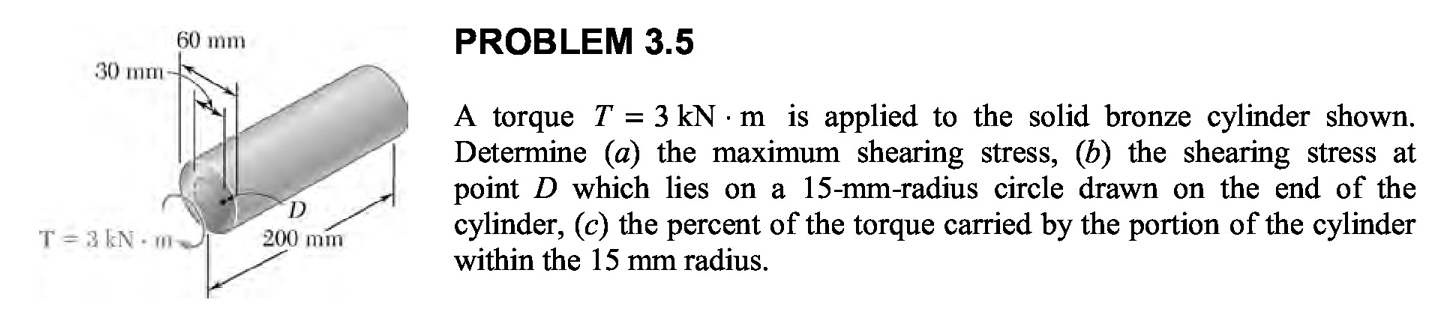 60 mm
30 mm
D
T = 3 kN · m
200 mm
PROBLEM 3.5
A torque T = 3 kN · m is applied to the solid bronze cylinder shown.
Determine (a) the maximum shearing stress, (b) the shearing stress at
point D which lies on a 15-mm-radius circle drawn on the end of the
cylinder, (c) the percent of the torque carried by the portion of the cylinder
within the 15 mm radius.